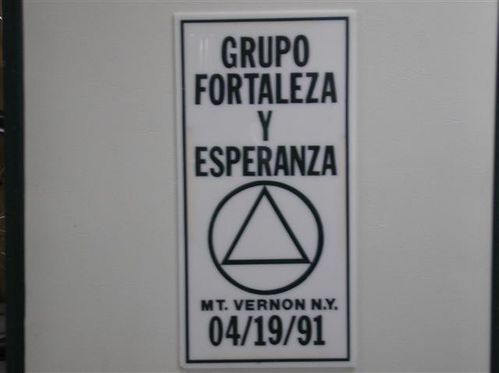 GRUPO
FORTALEZA
Y
ESPERANZA
MT. VERNON N.Y.
04/19/91